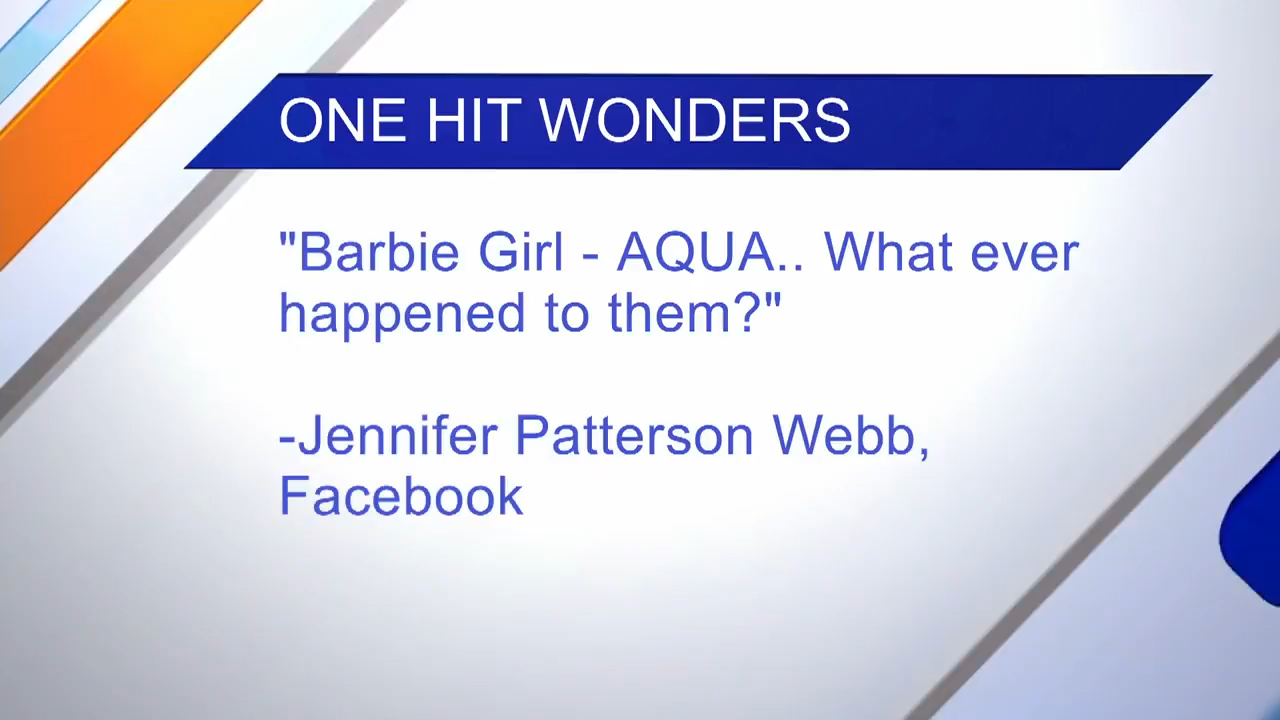 ONE HIT WONDERS
"Barbie Girl - AQUA.. What ever
happened to them?"
-Jennifer Patterson Webb,
Facebook